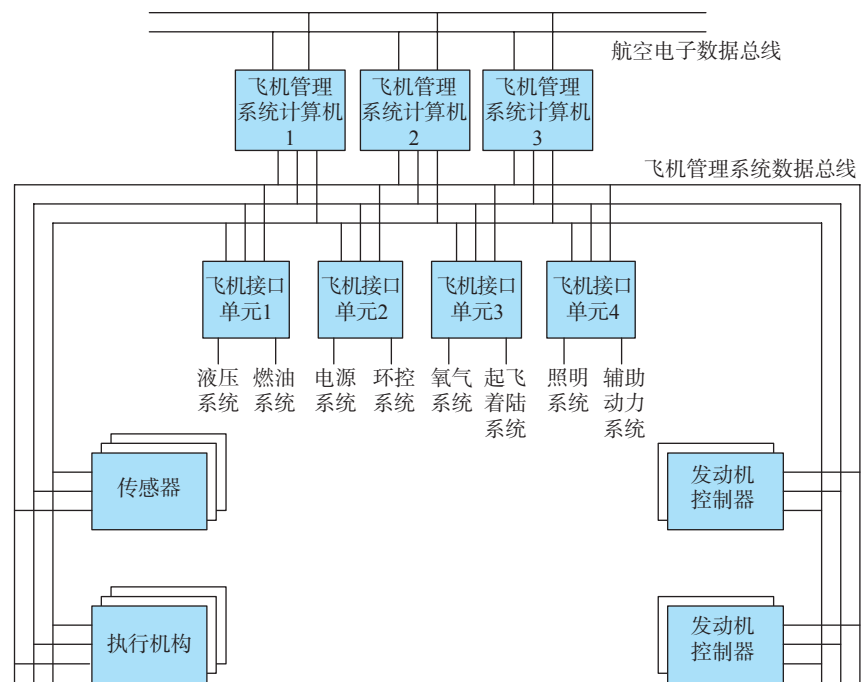 航空电子数据总线
飞机管理
系统计算机
1
飞机管理
系统计算机
2
飞机管理
系统计算机
3
飞机管理系统数据总线
飞机接口
单元1
飞机接口
单元2
飞机接口
单元3
飞机接口
单元4
液压
系统
燃油
系统
电源
系统
环控
系统
氧气
系统
起飞
着陆
系统
照明
系统
辅助
动力
系统
传感器
发动机
控制器
执行机构
发动机
控制器